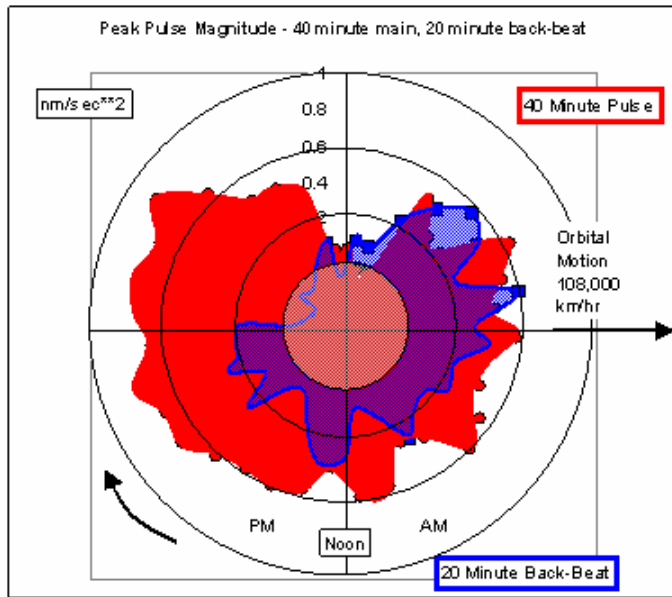 Peak Pulse Magnitude - 40 minute main, 20 minute back-beat
1
nm/sec**2
0.8
40 Minute Pulse
0.6
0.4
Orbital
Motion
108,000
km/hr
PM
AM
Noon
20 Minute Back-Beat